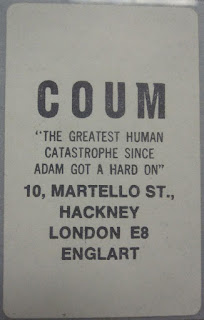 COUM
"THE GREATEST HUMAN
CATASTROPHE SINCE
ADAM GOT A HARD ON"
10, MARTELLO ST.,
HACKNEY
LONDON E8
ENGLART